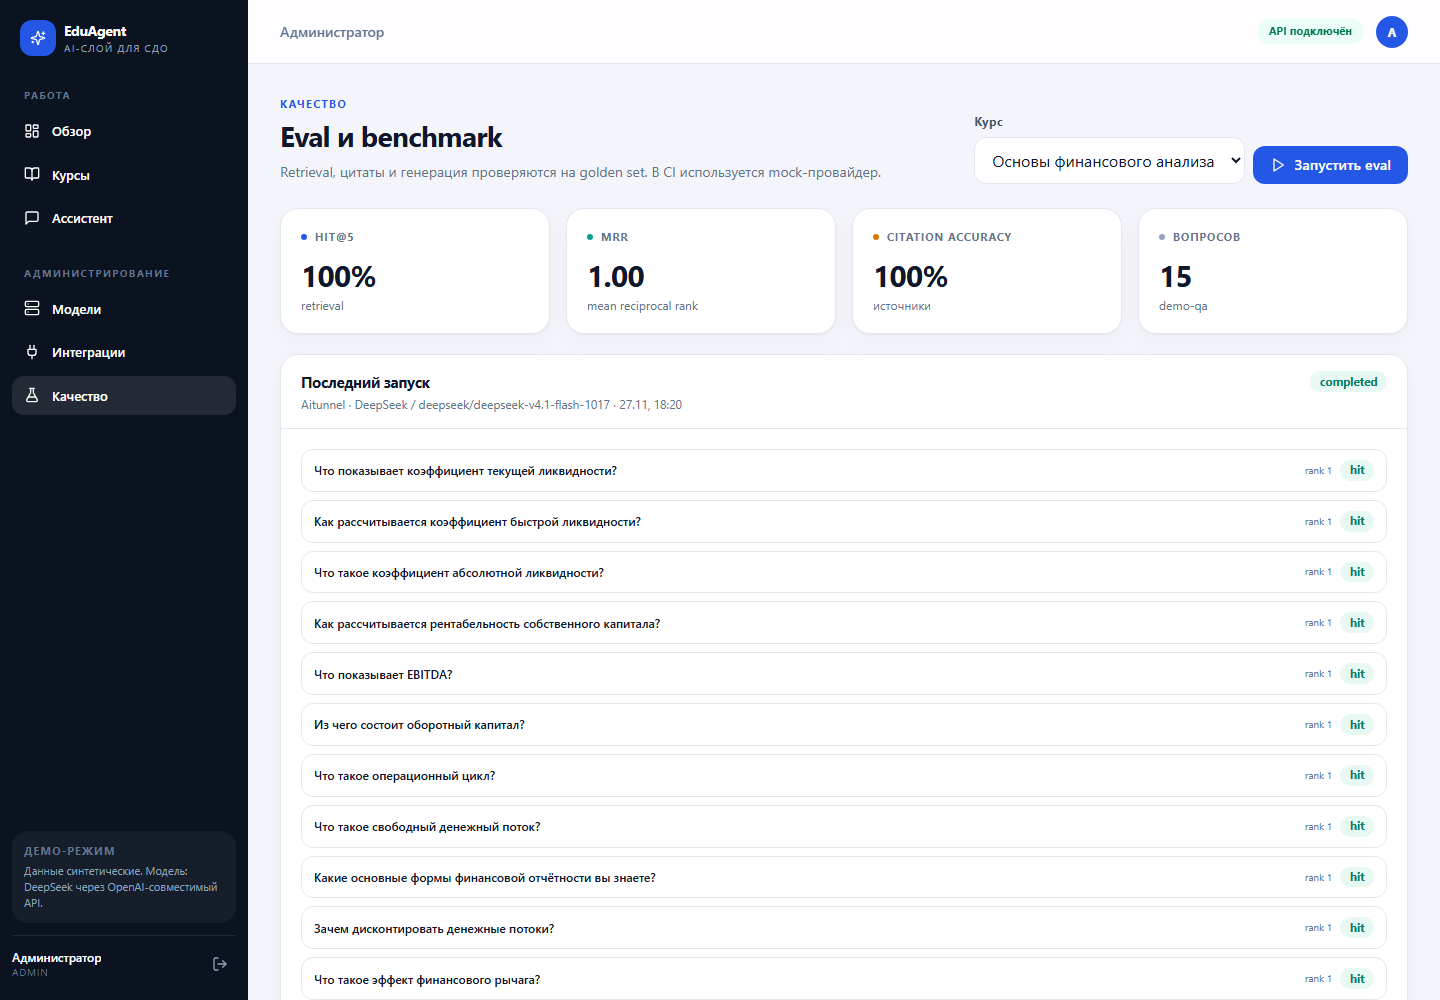 EduAgent
AI-СЛОЙ ДЛЯ СДО
РАБОТА
Обзор
Курсы
Ассистент
АДМИНИСТРИРОВАНИЕ
Модели
Интеграции
Качество
ДЕМО-РЕЖИМ
Данные синтетические. Модель:
DeepSeek через OpenAI-совместимый
API.
Администратор
ADMIN
Администратор
API подключён
A
КАЧЕСТВО
Eval и benchmark
Retrieval, цитаты и генерация проверяются на golden set. В CI используется mock-провайдер.
Курс
Основы финансового анализа
Запустить eval
HIT@5
100%
retrieval
MRR
1.00
mean reciprocal rank
CITATION ACCURACY
100%
источники
ВОПРОСОВ
15
demo-qa
Последний запуск
completed
Aitunnel · DeepSeek / deepseek/deepseek-v4.1-flash-1017 · 27.11, 18:20
Что показывает коэффициент текущей ликвидности? rank 1 hit
Как рассчитывается коэффициент быстрой ликвидности? rank 1 hit
Что такое коэффициент абсолютной ликвидности? rank 1 hit
Как рассчитывается рентабельность собственного капитала? rank 1 hit
Что показывает EBITDA? rank 1 hit
Из чего состоит оборотный капитал? rank 1 hit
Что такое операционный цикл? rank 1 hit
Что такое свободный денежный поток? rank 1 hit
Какие основные формы финансовой отчётности вы знаете? rank 1 hit
Зачем дисконтировать денежные потоки? rank 1 hit
Что такое эффект финансового рычага? rank 1 hit